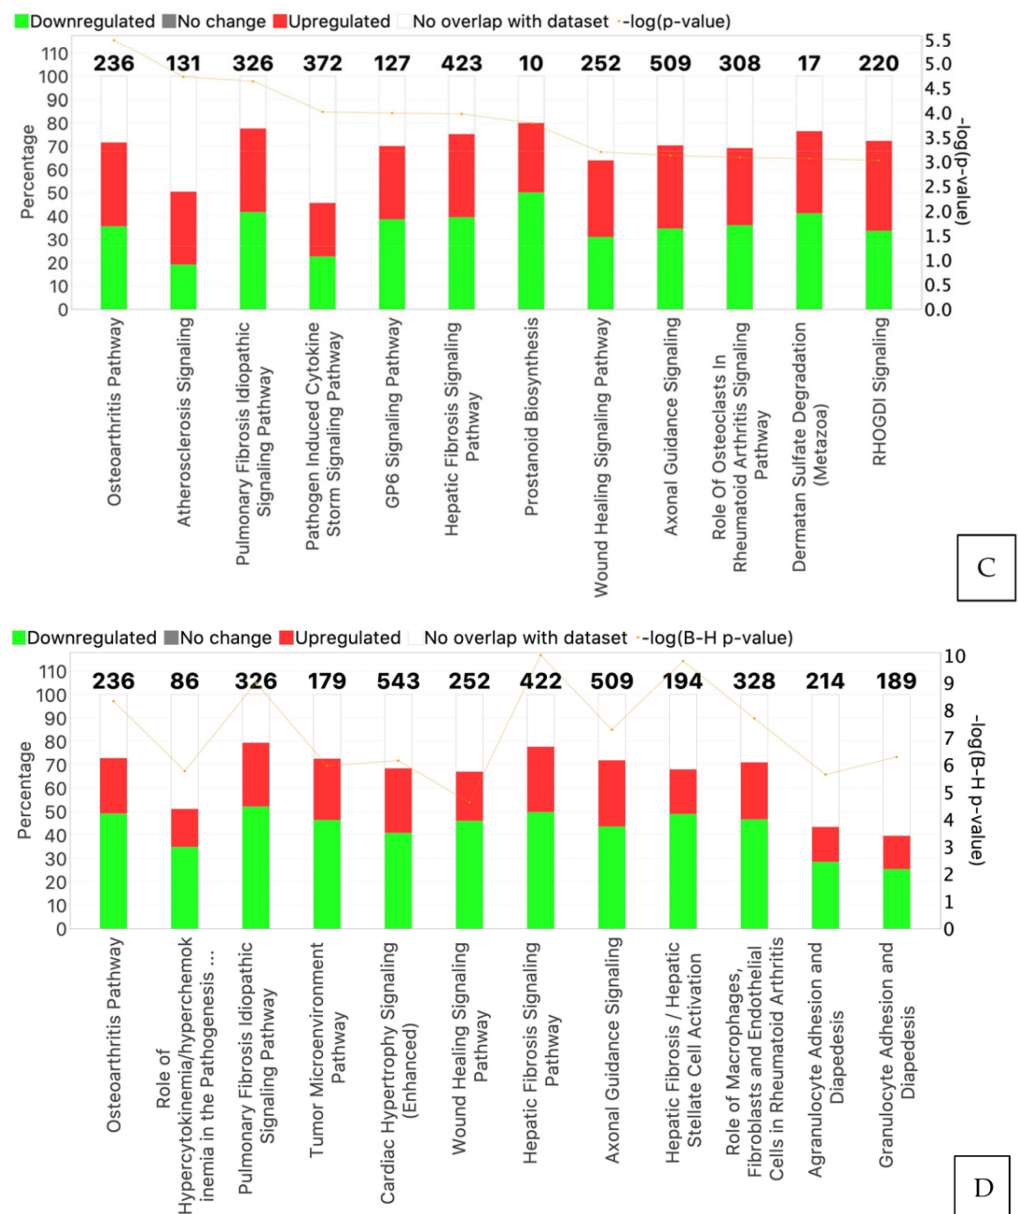 Downregulated No change Upregulated No overlap with dataset -log(p-value)
110
100
90
80
70
60
50
40
30
20
10
0
Percentage
236 131 326 372 127 423 10 252 509 308 17 220
5.5
5.0
4.5
4.0
3.5
3.0
2.5
2.0
1.5
1.0
0.5
0.0
-log(p-value)
Osteoarthritis Pathway
Atherosclerosis Signaling
Pulmonary Fibrosis Idiopathic
Signaling Pathway
Pathogen Induced Cytokine
Storm Signaling Pathway
GP6 Signaling Pathway
Hepatic Fibrosis Signaling
Pathway
Prostanoid Biosynthesis
Wound Healing Signaling Pathway
Axonal Guidance Signaling
Role Of Osteoclasts In
Rheumatoid Arthritis Signaling
Pathway
Dermatan Sulfate Degradation
(Metazoa)
RHOGDI Signaling
C
Downregulated No change Upregulated No overlap with dataset -log(B-H p-value)
110
100
90
80
70
60
50
40
30
20
10
0
Percentage
236 86 326 179 543 252 422 509 194 328 214 189
10
9
8
7
6
5
4
3
2
1
0
-log(B-H p-value)
Osteoarthritis Pathway
Role of
Hypercytokinemia/hyperchemok
inemia in the Pathogenesis ...
Pulmonary Fibrosis Idiopathic
Signaling Pathway
Tumor Microenvironment
Pathway
Cardiac Hypertrophy Signaling
(Enhanced)
Wound Healing Signaling
Pathway
Hepatic Fibrosis Signaling
Pathway
Axonal Guidance Signaling
Hepatic Fibrosis / Hepatic
Stellate Cell Activation
Role of Macrophages,
Fibroblasts and Endothelial
Cells in Rheumatoid Arthritis
Agranulocyte Adhesion and
Diapedesis
Granulocyte Adhesion and
Diapedesis
D